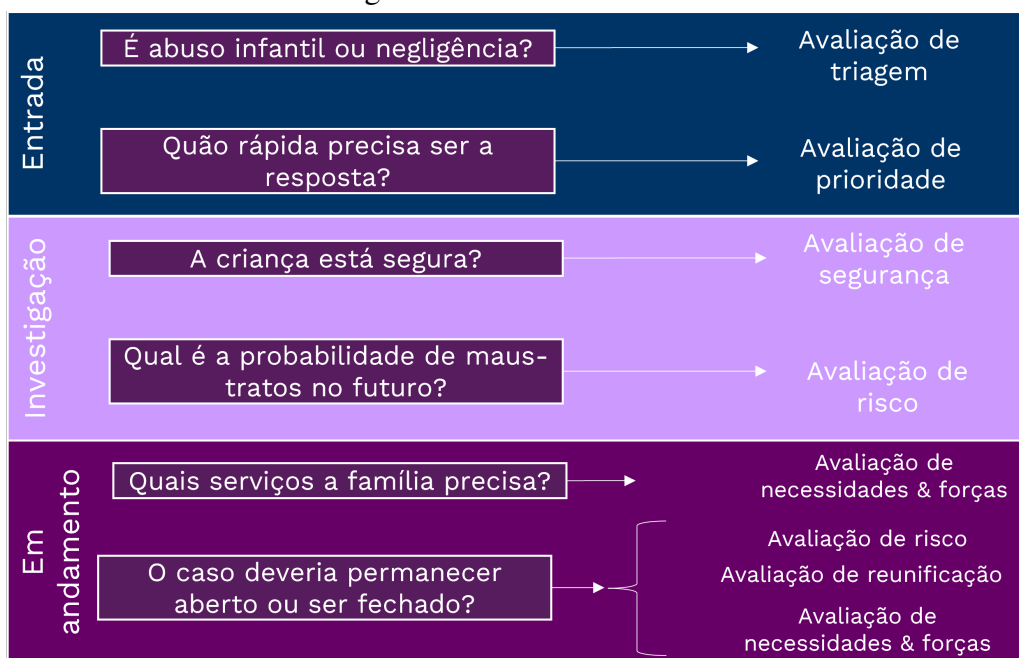 Entrada
É abuso infantil ou negligência?
Avaliação de
triagem
Quão rápida precisa ser a
resposta?
Avaliação de
prioridade
Investigação
A criança está segura?
Avaliação de
segurança
Qual é a probabilidade de maus-
tratos no futuro?
Avaliação de
risco
Em
andamento
Quais serviços a família precisa?
Avaliação de
necessidades & forças
O caso deveria permanecer
aberto ou ser fechado?
Avaliação de risco
Avaliação de reunificação
Avaliação de
necessidades & forças